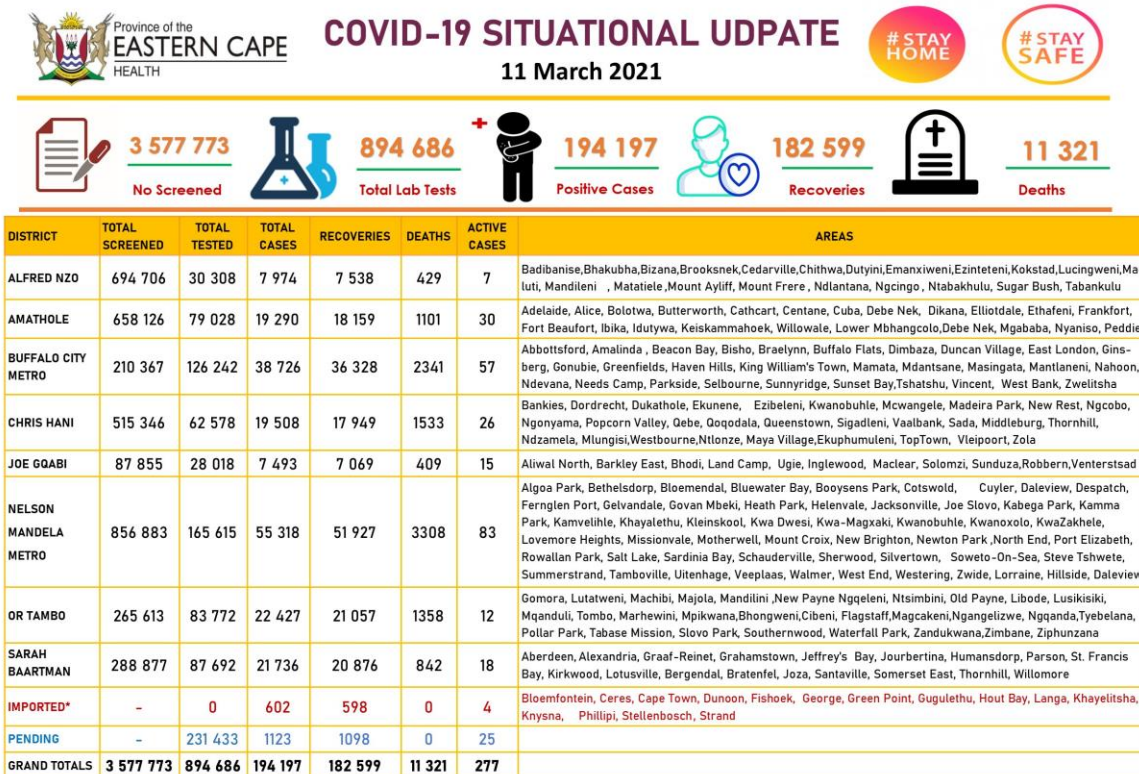 Province of the
EASTERN CAPE
HEALTH
COVID-19 SITUATIONAL UDPATE
11 March 2021
# STAY
HOME
# STAY
SAFE
3 577 773
No Screened
894 686
Total Lab Tests
194 197
Positive Cases
182 599
Recoveries
11 321
Deaths
DISTRICT TOTAL SCREENED TOTAL TESTED TOTAL CASES RECOVERIES DEATHS ACTIVE CASES AREAS
ALFRED NZO 694 706 30 308 7 974 7 538 429 7
Badibanise,Bhakubha,Bizana,Brooksnek,Cedarville,Chithwa,Dutyini,Emanxiweni,Ezinteteni,Kokstad,Lucingweni,Ma
luti, Mandileni , Matatiele,Mount Ayliff, Mount Frere , Ndlantana, Ngcingo , Ntabakhulu, Sugar Bush, Tabankulu
AMATHOLE 658 126 79 028 19 290 18 159 1101 30
Adelaide, Alice, Bolotwa, Butterworth, Cathcart, Centane, Cuba, Debe Nek, Dikana, Elliotdale, Ethafeni, Frankfort,
Fort Beaufort, Ibika, Idutywa, Keiskammahoek, Willowale, Lower Mbhangcolo,Debe Nek, Mgababa, Nyaniso, Peddie
BUFFALO CITY
METRO 210 367 126 242 38 726 36 328 2341 57
Abbottsford, Amalinda , Beacon Bay, Bisho, Braelynn, Buffalo Flats, Dimbaza, Duncan Village, East London, Gins-
berg, Gonubie, Greenfields, Haven Hills, King William's Town, Mamata, Mdantsane, Masingata, Mantlaneni, Nahoon,
Ndevana, Needs Camp, Parkside, Selbourne, Sunnyridge, Sunset Bay,Tshatshu, Vincent, West Bank, Zwelitsha
CHRIS HANI 515 346 62 578 19 508 17 949 1533 26
Bankies, Dordrecht, Dukathole, Ekunene, Ezibeleni, Kwanobuhle, Mcwangele, Madeira Park, New Rest, Ngcobo,
Ngonyama, Popcorn Valley, Qebe, Qoqodala, Queenstown, Sigadleni, Vaalbank, Sada, Middleburg, Thornhill,
Ndzamela, Mlungisi,Westbourne,Ntlonze, Maya Village,Ekuphumuleni, TopTown, Vleipoort, Zola
JOE GQABI 87 855 28 018 7 493 7 069 409 15
Aliwal North, Barkley East, Bhodi, Land Camp, Ugie, Inglewood, Maclear, Solomzi, Sunduza,Robbern,Venterstsad
NELSON
MANDELA
METRO 856 883 165 615 55 318 51 927 3308 83
Algoa Park, Bethelsdorp, Bloemendal, Bluewater Bay, Booysens Park, Cotswold, Cuyler, Daleview, Despatch,
Fernglen Port, Gelvandale, Govan Mbeki, Heath Park, Helenvale, Jacksonville, Joe Slovo, Kabega Park, Kamma
Park, Kamvelihle, Khayalethu, Kleinskool, Kwa Dwesi, Kwa-Magxaki, Kwanobuhle, Kwanoxolo, KwaZakhele,
Lovemore Heights, Missionvale, Motherwell, Mount Croix, New Brighton, Newton Park ,North End, Port Elizabeth,
Rowallan Park, Salt Lake, Sardinia Bay, Schauderville, Sherwood, Silvertown, Soweto-On-Sea, Steve Tshwete,
Summerstrand, Tamboville, Uitenhage, Veeplaas, Walmer, West End, Westering, Zwide, Lorraine, Hillside, Daleview
OR TAMBO 265 613 83 772 22 427 21 057 1358 12
Gomora, Lutatweni, Machibi, Majola, Mandilini ,New Payne Ngqeleni, Ntsimbini, Old Payne, Libode, Lusikisiki,
Mqanduli, Tombo, Marhewini, Mpikwana,Bhongweni,Cibeni, Flagstaff,Magcakeni,Ngangelizwe, Ngqanda,Tyebelana,
Pollar Park, Tabase Mission, Slovo Park, Southernwood, Waterfall Park, Zandukwana,Zimbane, Ziphunzana
SARAH
BAARTMAN 288 877 87 692 21 736 20 876 842 18
Aberdeen, Alexandria, Graaf-Reinet, Grahamstown, Jeffrey's Bay, Jourbertina, Humansdorp, Parson, St. Francis
Bay, Kirkwood, Lotusville, Bergendal, Bratenfel, Joza, Santaville, Somerset East, Thornhill, Willomore
IMPORTED* - 0 602 598 0 4
Bloemfontein, Ceres, Cape Town, Dunoon, Fishoek, George, Green Point, Gugulethu, Hout Bay, Langa, Khayelitsha,
Knysna, Phillipi, Stellenbosch, Strand
PENDING - 231 433 1123 1098 0 25
GRAND TOTALS 3 577 773 894 686 194 197 182 599 11 321 277